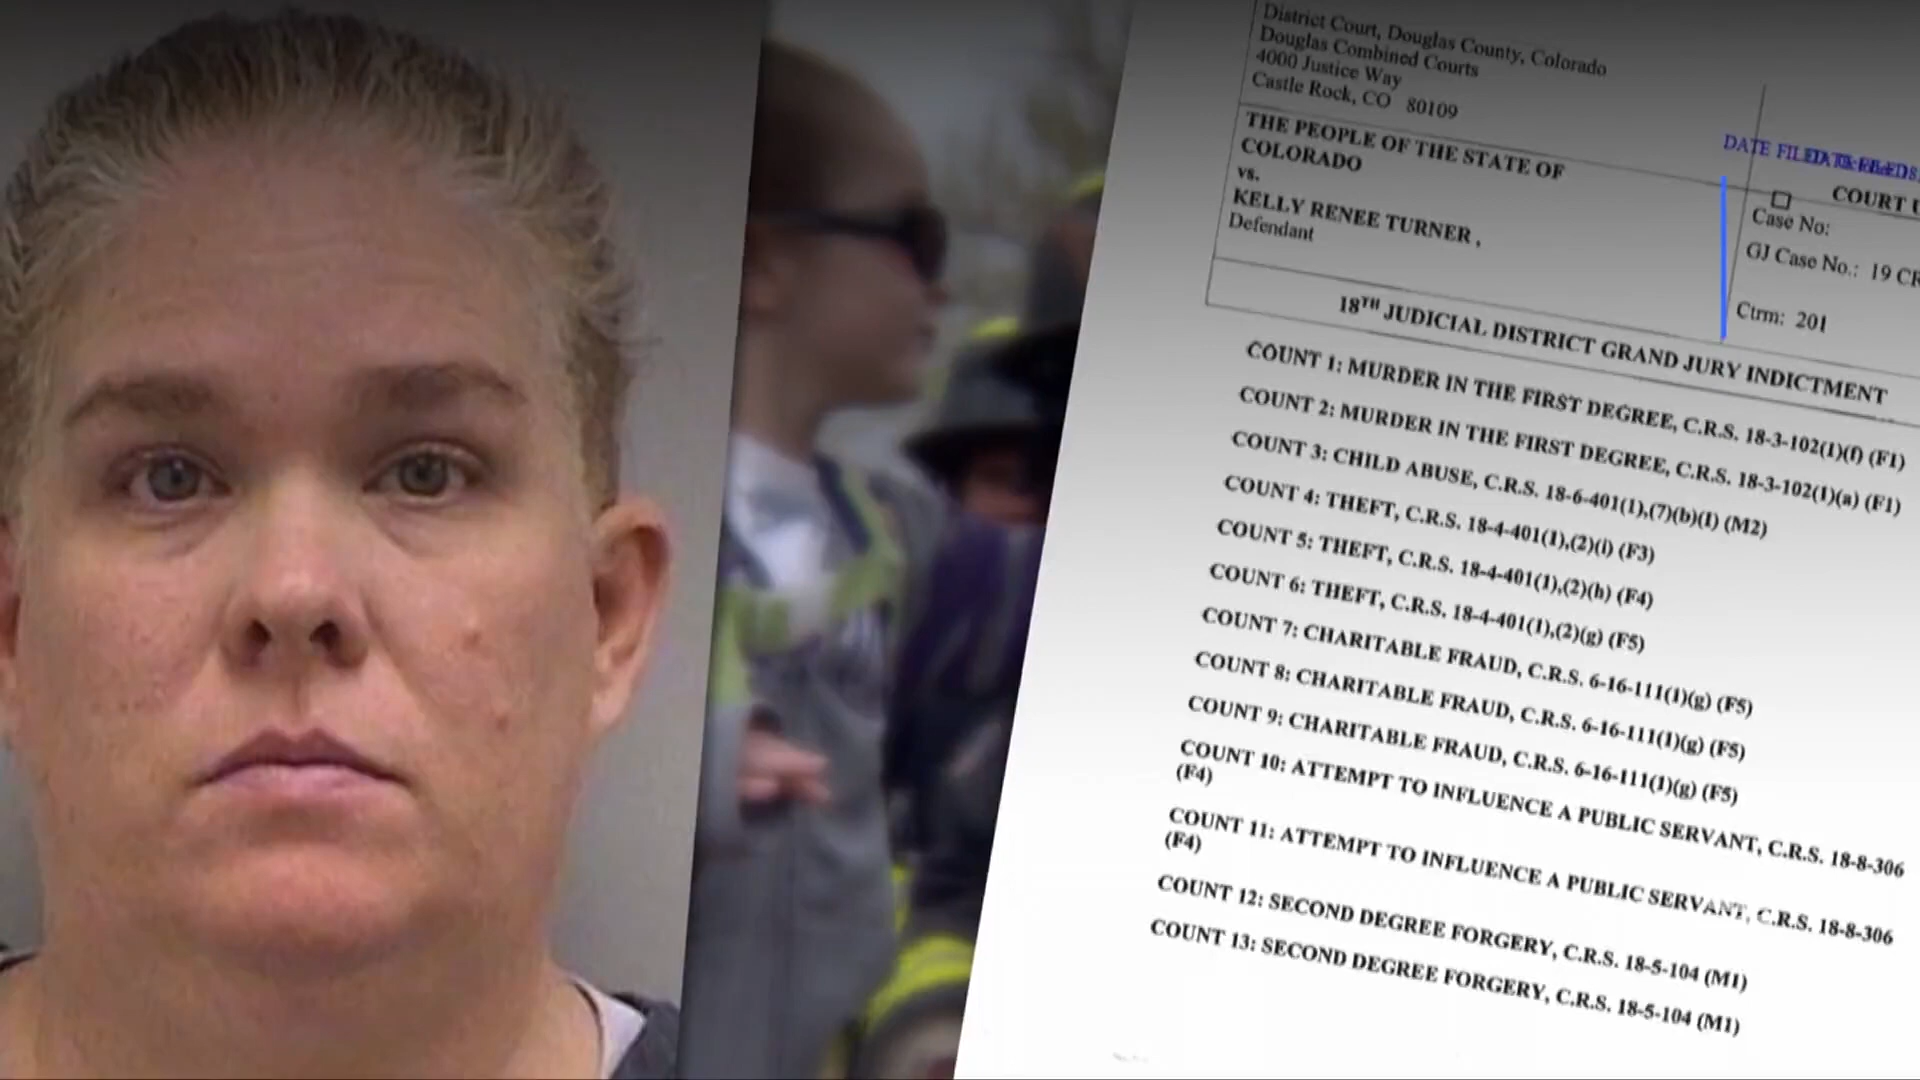 District Court, Douglas County, Colorado
Douglas Combined Courts
4000 Justice Way
Castle Rock, CO 80109
THE PEOPLE OF THE STATE OF
COLORADO
vs.
KELLY RENEE TURNER ,
Defendant
DATE
COURT
Case No:
GJ Case No.: 19 CR
Ctrm: 201
18TH JUDICIAL DISTRICT GRAND JURY INDICTMENT
COUNT 1: MURDER IN THE FIRST DEGREE, C.R.S. 18-3-102(1)(f) (F1)
COUNT 2: MURDER IN THE FIRST DEGREE, C.R.S. 18-3-102(1)(a) (F1)
COUNT 3: CHILD ABUSE, C.R.S. 18-6-401(1),(7)(b)(I) (M2)
COUNT 4: THEFT, C.R.S. 18-4-401(1),(2)(i) (F3)
COUNT 5: THEFT, C.R.S. 18-4-401(1),(2)(h) (F4)
COUNT 6: THEFT, C.R.S. 18-4-401(1),(2)(g) (F5)
COUNT 7: CHARITABLE FRAUD, C.R.S. 6-16-111(1)(g) (F5)
COUNT 8: CHARITABLE FRAUD, C.R.S. 6-16-111(1)(g) (F5)
COUNT 9: CHARITABLE FRAUD, C.R.S. 6-16-111(1)(g) (F5)
COUNT 10: ATTEMPT TO INFLUENCE A PUBLIC SERVANT, C.R.S. 18-8-306
(F4)
COUNT 11: ATTEMPT TO INFLUENCE A PUBLIC SERVANT, C.R.S. 18-8-306
(F4)
COUNT 12: SECOND DEGREE FORGERY, C.R.S. 18-5-104 (M1)
COUNT 13: SECOND DEGREE FORGERY, C.R.S. 18-5-104 (M1)